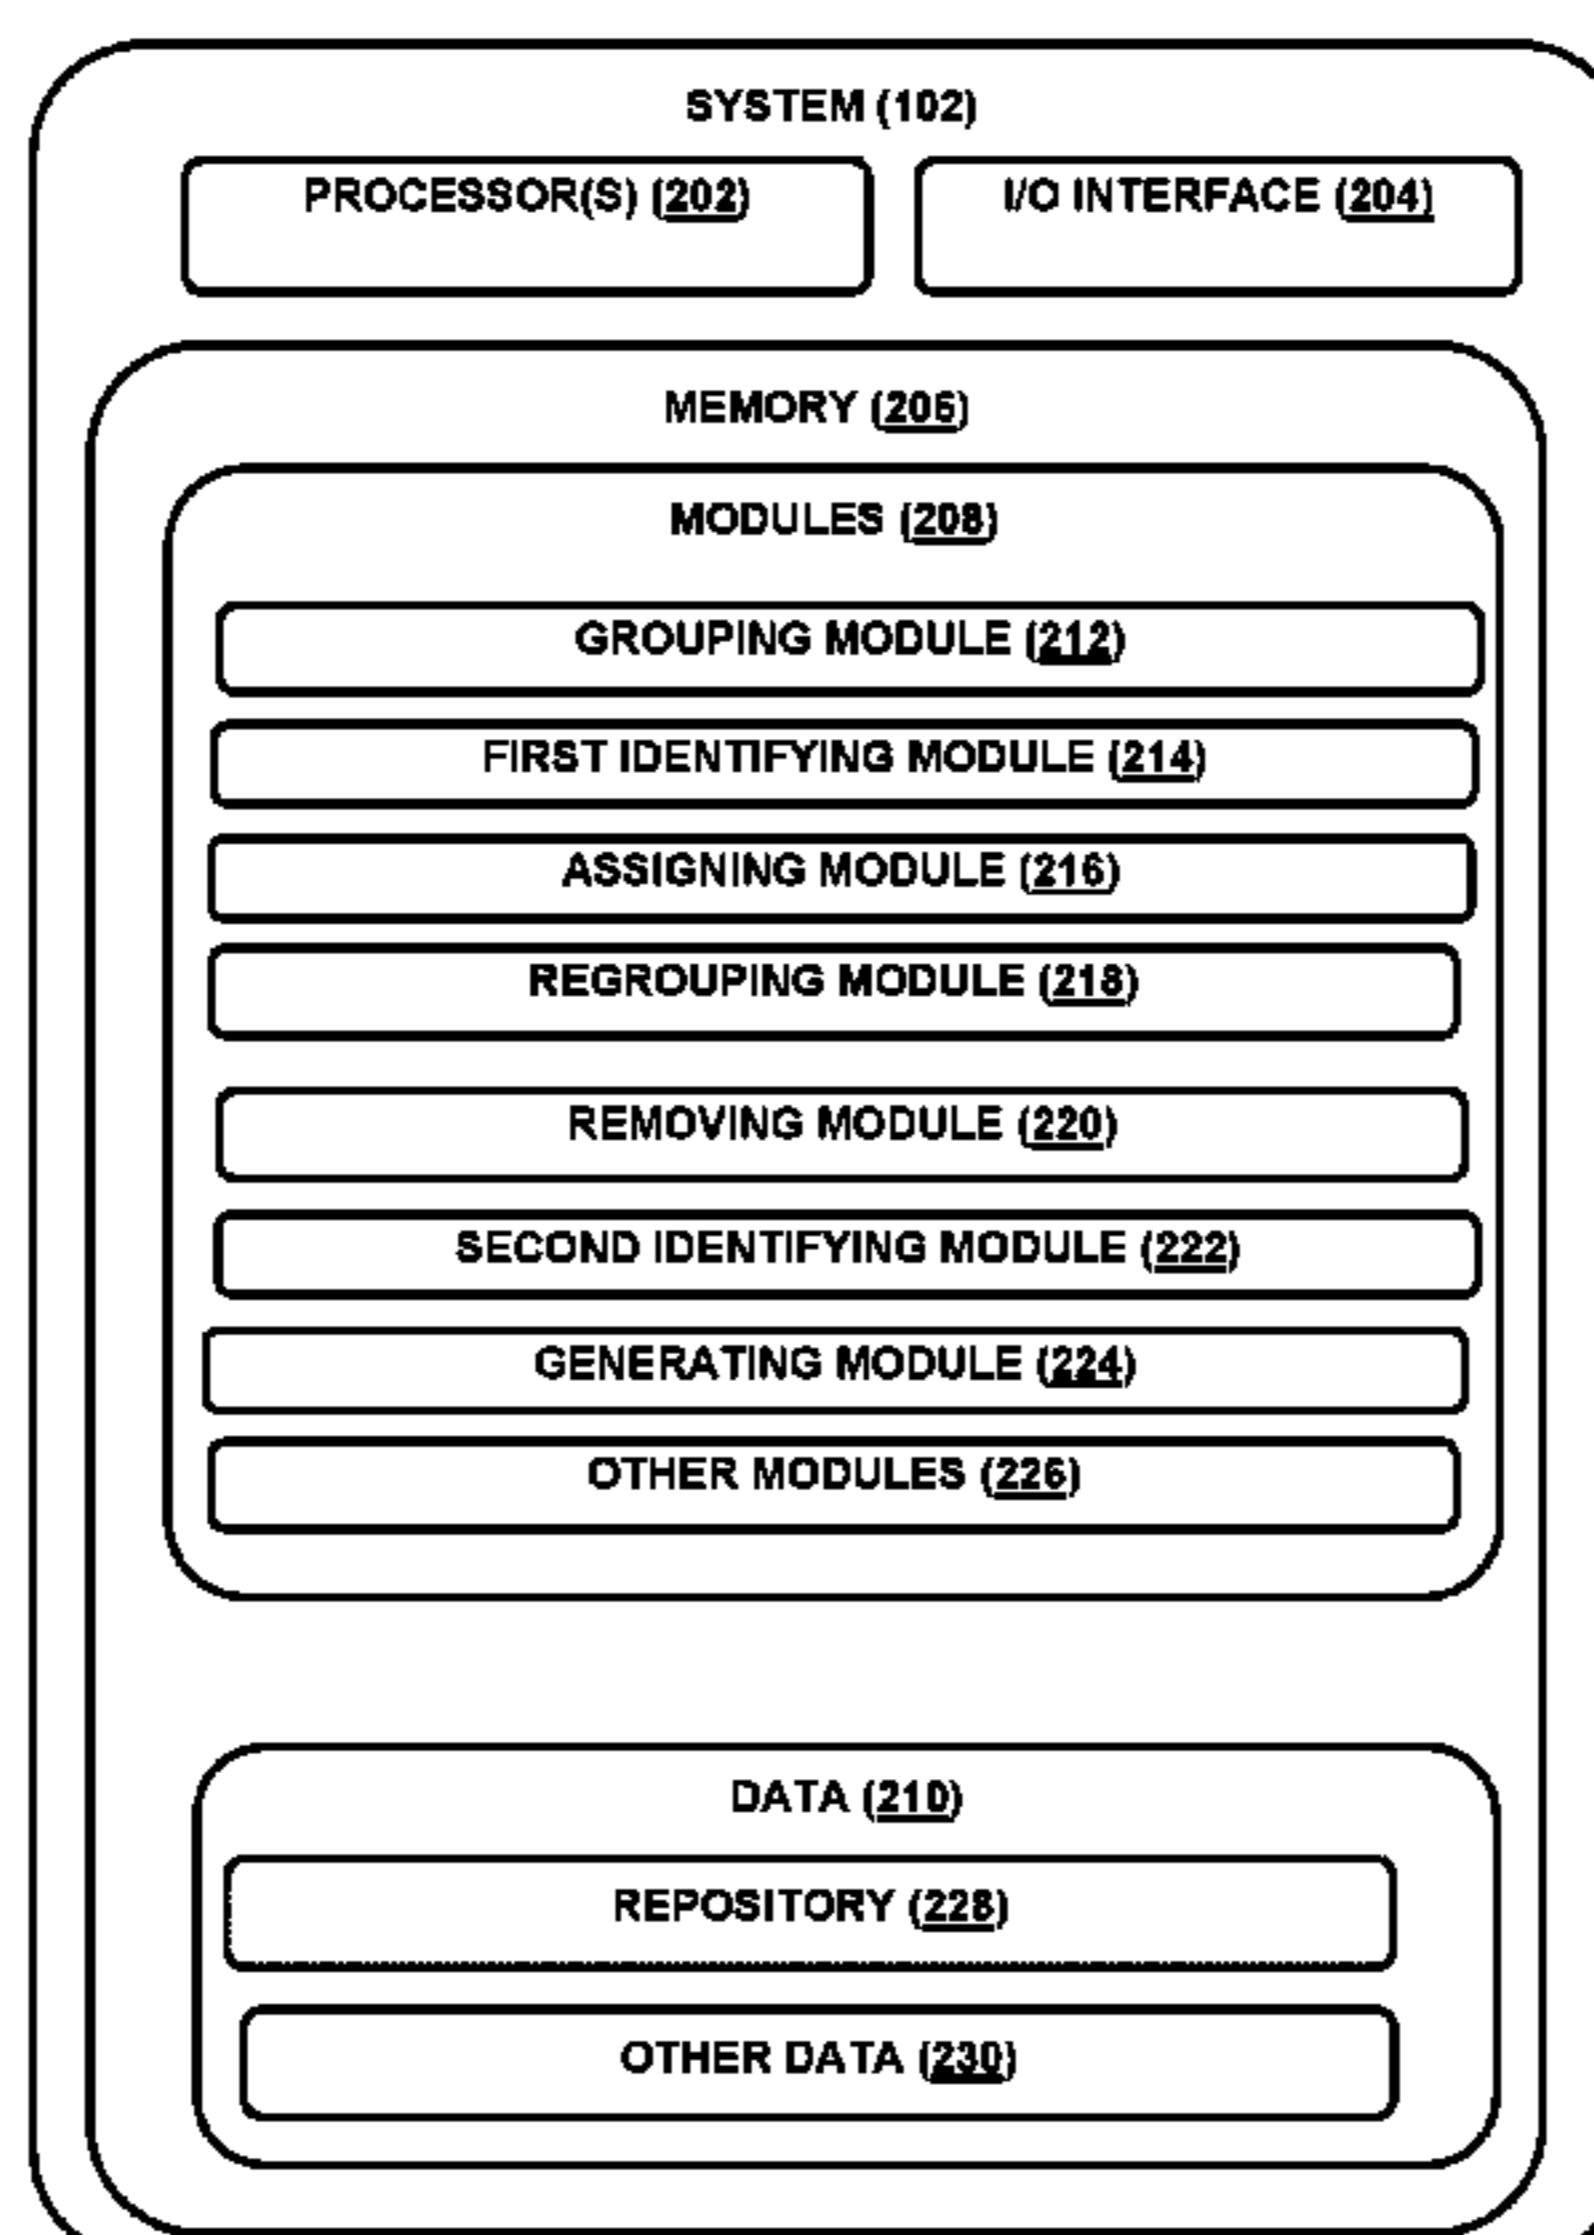 SYSTEM (102)
PROCESSOR(S) (202)
I/O INTERFACE (204)
MEMORY (206)
MODULES (208)
GROUPING MODULE (212)
FIRST IDENTIFYING MODULE (214)
ASSIGNING MODULE (216)
REGROUPING MODULE (218)
REMOVING MODULE (220)
SECOND IDENTIFYING MODULE (222)
GENERATING MODULE (224)
OTHER MODULES (226)
DATA (210)
REPOSITORY (228)
OTHER DATA (230)